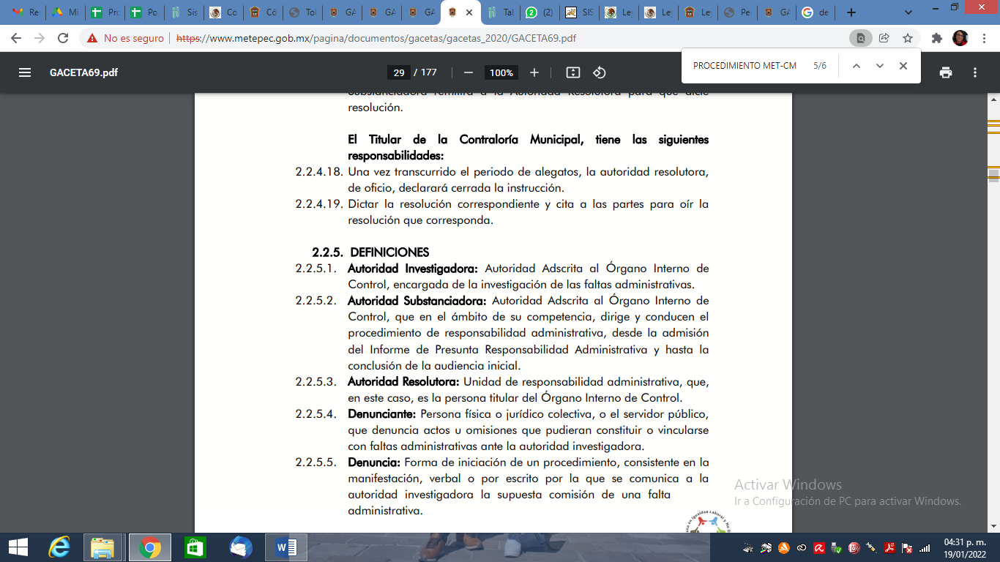 Re
Mi
Pro
Po
Sis
Co
Có
Tol
GA
GA
GA
Tal
(2)
SIS
Le
Ley
Le
Pe
GA
de
No es seguro
https://www.metepec.gob.mx/pagina/documentos/gacetas/gacetas_2020/GACETA69.pdf
GACETA69.pdf
29 / 177
100%
PROCEDIMIENTO MET-CM 5/6
Substanciadora remitirá a la Autoridad Resolutora para que dicte
resolución.
El Titular de la Contraloría Municipal, tiene las siguientes
responsabilidades:
2.2.4.18. Una vez transcurrido el periodo de alegatos, la autoridad resolutora,
de oficio, declarará cerrada la instrucción.
2.2.4.19. Dictar la resolución correspondiente y cita a las partes para oír la
resolución que corresponda.
2.2.5. DEFINICIONES
2.2.5.1. Autoridad Investigadora: Autoridad Adscrita al Órgano Interno de
Control, encargada de la investigación de las faltas administrativas.
2.2.5.2. Autoridad Substanciadora: Autoridad Adscrita al Órgano Interno de
Control, que en el ámbito de su competencia, dirige y conducen el
procedimiento de responsabilidad administrativa, desde la admisión
del Informe de Presunta Responsabilidad Administrativa y hasta la
conclusión de la audiencia inicial.
2.2.5.3. Autoridad Resolutora: Unidad de responsabilidad administrativa, que,
en este caso, es la persona titular del Órgano Interno de Control.
2.2.5.4. Denunciante: Persona física o jurídico colectiva, o el servidor público,
que denuncia actos u omisiones que pudieran constituir o vincularse
con faltas administrativas ante la autoridad investigadora.
2.2.5.5. Denuncia: Forma de iniciación de un procedimiento, consistente en la
manifestación, verbal o por escrito por la que se comunica a la
autoridad investigadora la supuesta comisión de una falta
administrativa.
Activar Windows
Ir a Configuración de PC para activar Windows.
en Igualdad Laboral y No
04:31 p. m.
19/01/2022